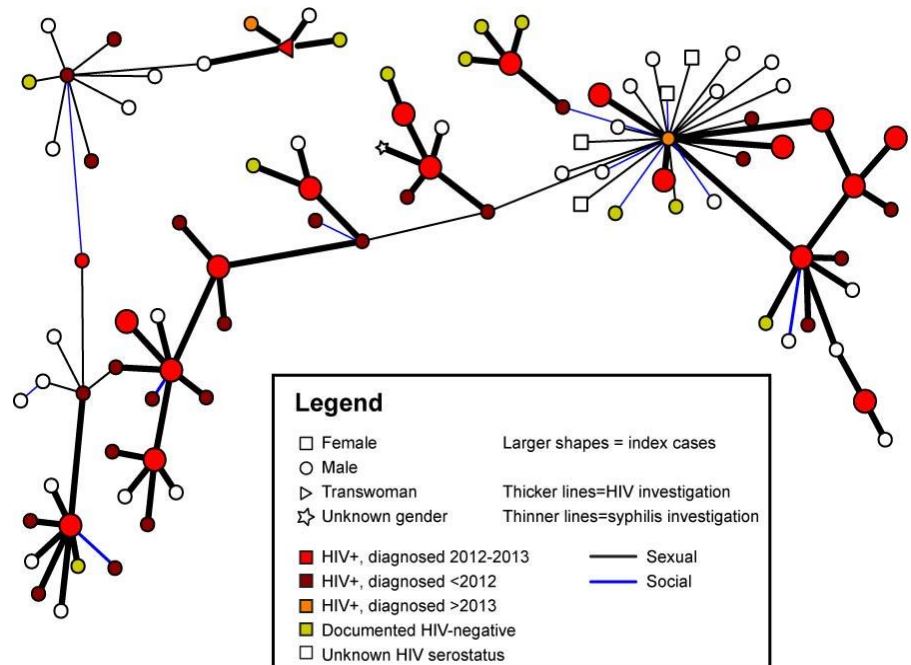 Legend
Female
Larger shapes = index cases
Male
Transwoman
Thicker lines=HIV investigation
Unknown gender
Thinner lines=syphilis investigation
HIV+, diagnosed 2012-2013
Sexual
HIV+, diagnosed <2012
Social
HIV+, diagnosed >2013
Documented HIV-negative
Unknown HIV serostatus